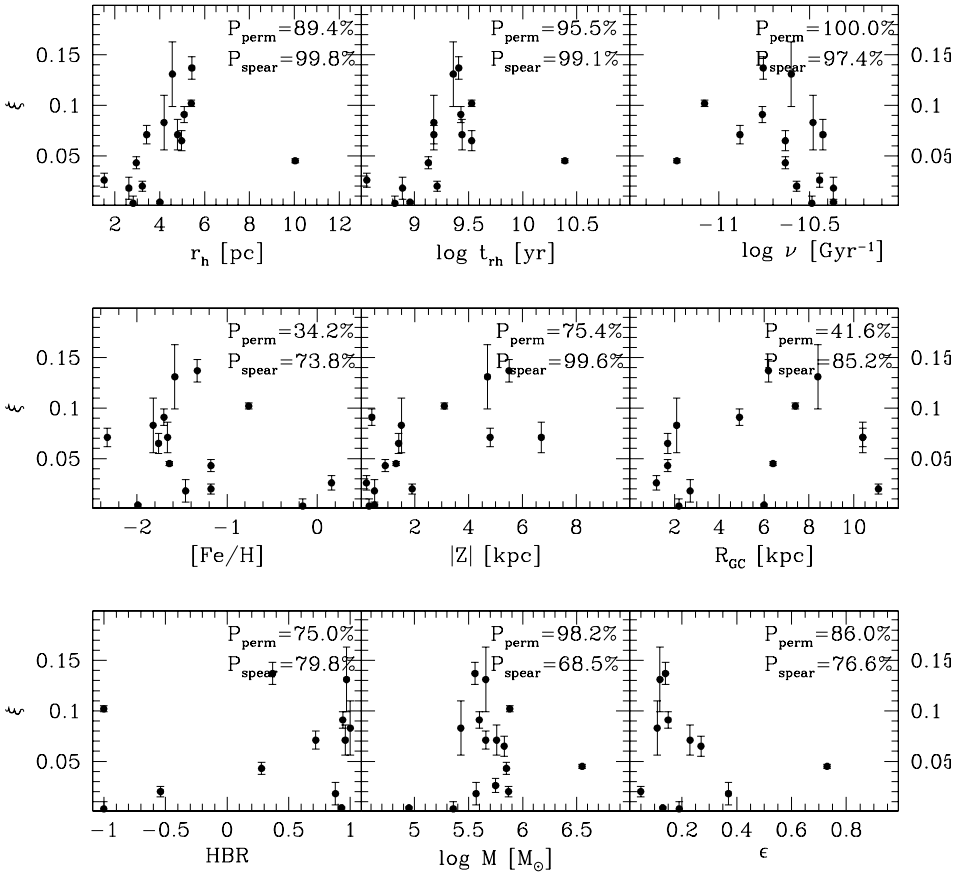 P_perm=89.4% P_perm=95.5% P_perm=100.0%
P_spear=99.8% P_spear=99.1% P_spear=97.4%
0.15 0.15
ξ 0.1 0.1
0.05 0.05
2 4 6 8 10 12 9 9.5 10 10.5 −11 −10.5
r_h [pc] log t_rh [yr] log ν [Gyr⁻¹]
P_perm=34.2% P_perm=75.4% P_perm=41.6%
P_spear=73.8% P_spear=99.6% P_spear=85.2%
0.15 0.15
ξ 0.1 0.1
0.05 0.05
−2 −1 0 2 4 6 8 2 4 6 8 10
[Fe/H] |Z| [kpc] R_GC [kpc]
P_perm=75.0% P_perm=98.2% P_perm=86.0%
P_spear=79.8% P_spear=68.5% P_spear=76.6%
0.15 0.15
ξ 0.1 0.1
0.05 0.05
−1 −0.5 0 0.5 1 5 5.5 6 6.5 0.2 0.4 0.6 0.8
HBR log M [M_⊙] ϵ